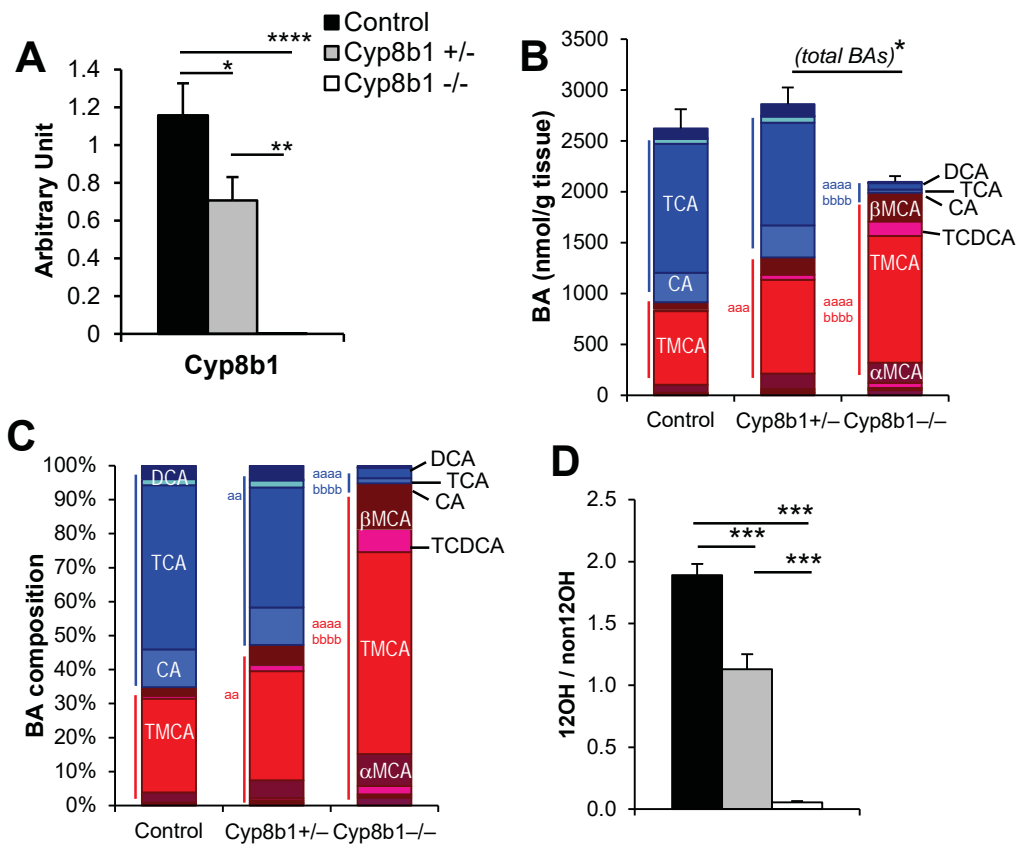 A
Control
Cyp8b1 +/-
Cyp8b1 -/-
****
*
**
1.4
1.2
1
0.8
0.6
0.4
0.2
0
Arbitrary Unit
Cyp8b1
B
(total BAs)*
3500
3000
2500
2000
1500
1000
500
0
BA (nmol/g tissue)
TCA
CA
TMCA
aaa
aaaa
bbbb
aaaa
bbbb
βMCA
TMCA
αMCA
DCA
TCA
CA
TCDCA
Control
Cyp8b1+/–
Cyp8b1–/–
C
100%
90%
80%
70%
60%
50%
40%
30%
20%
10%
0%
BA composition
DCA
TCA
CA
TMCA
aa
aa
aaaa
bbbb
aaaa
bbbb
βMCA
TMCA
αMCA
DCA
TCA
CA
TCDCA
Control
Cyp8b1+/–
Cyp8b1–/–
D
2.5
2.0
1.5
1.0
0.5
0.0
12OH / non12OH
***
***
***